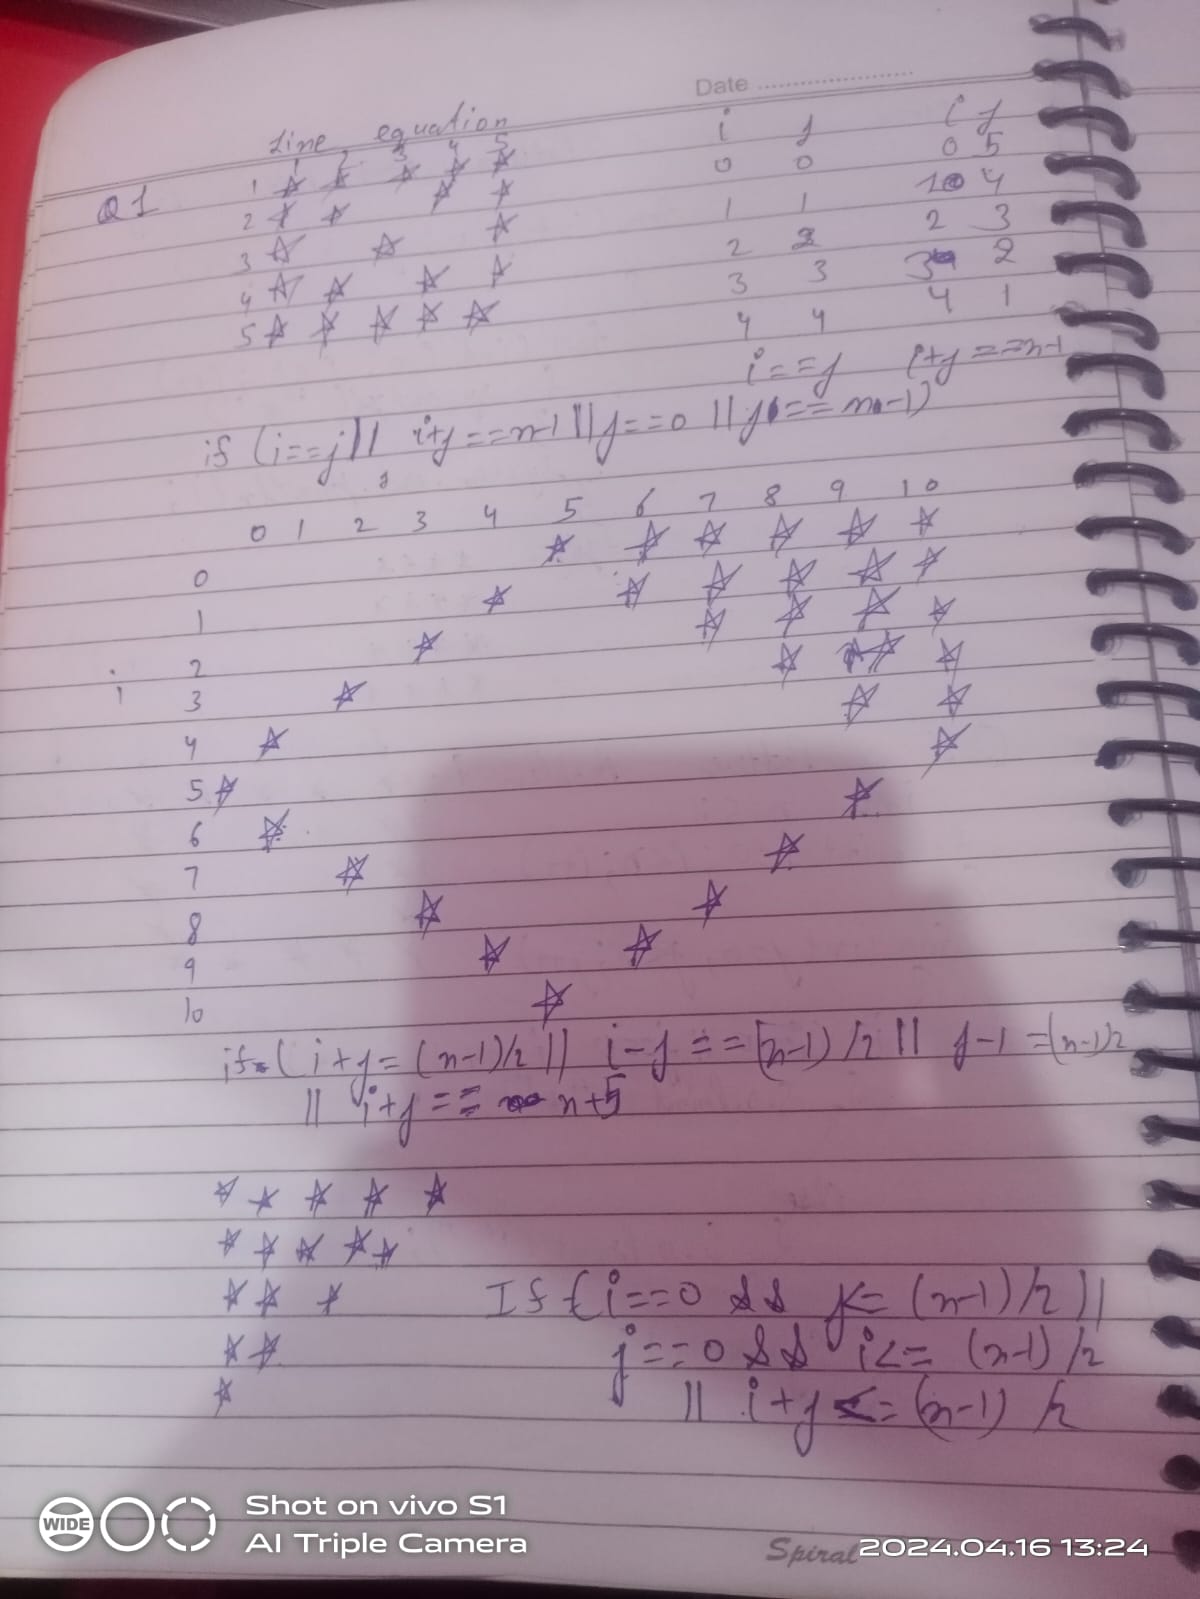 Date ....................
Line equation
1 2 3 4 5
Q1
1 ☆ ☆ ☆ ☆ ☆
2 ☆ ☆ ☆ ☆
3 ☆ ☆ ☆
4 ☆ ☆ ☆ ☆
5 ☆ ☆ ☆ ☆ ☆
i j i j
0 0 0 5
1 1 1 4
2 2 2 3
3 3 3 2
4 4 4 1
i==j i+j==n-1
if (i==j || i+j==n-1 || j==0 || j==n-1)
j
0 1 2 3 4 5 6 7 8 9 10
0 ☆ ☆ ☆ ☆ ☆ ☆
1 ☆ ☆ ☆ ☆ ☆ ☆
2 ☆ ☆ ☆ ☆ ☆
i
3 ☆ ☆ ☆ ☆
4 ☆ ☆ ☆
5 ☆ ☆
6 ☆ ☆
7 ☆ ☆
8 ☆ ☆
9 ☆ ☆
10 ☆
if (i+j=(n-1)/2 || i-j==(n-1)/2 || j-1=(n-1)2
|| i+j== n+5
☆ ☆ ☆ ☆ ☆
☆ ☆ ☆ ☆ ☆
☆ ☆ ☆
☆ ☆
☆
If (i==0 && j<=(n-1)/2 ||
j==0 && i<=(n-1)/2
|| i+j<=(n-1)/2
WIDE
Shot on vivo S1
AI Triple Camera
Spiral
2024.04.16 13:24